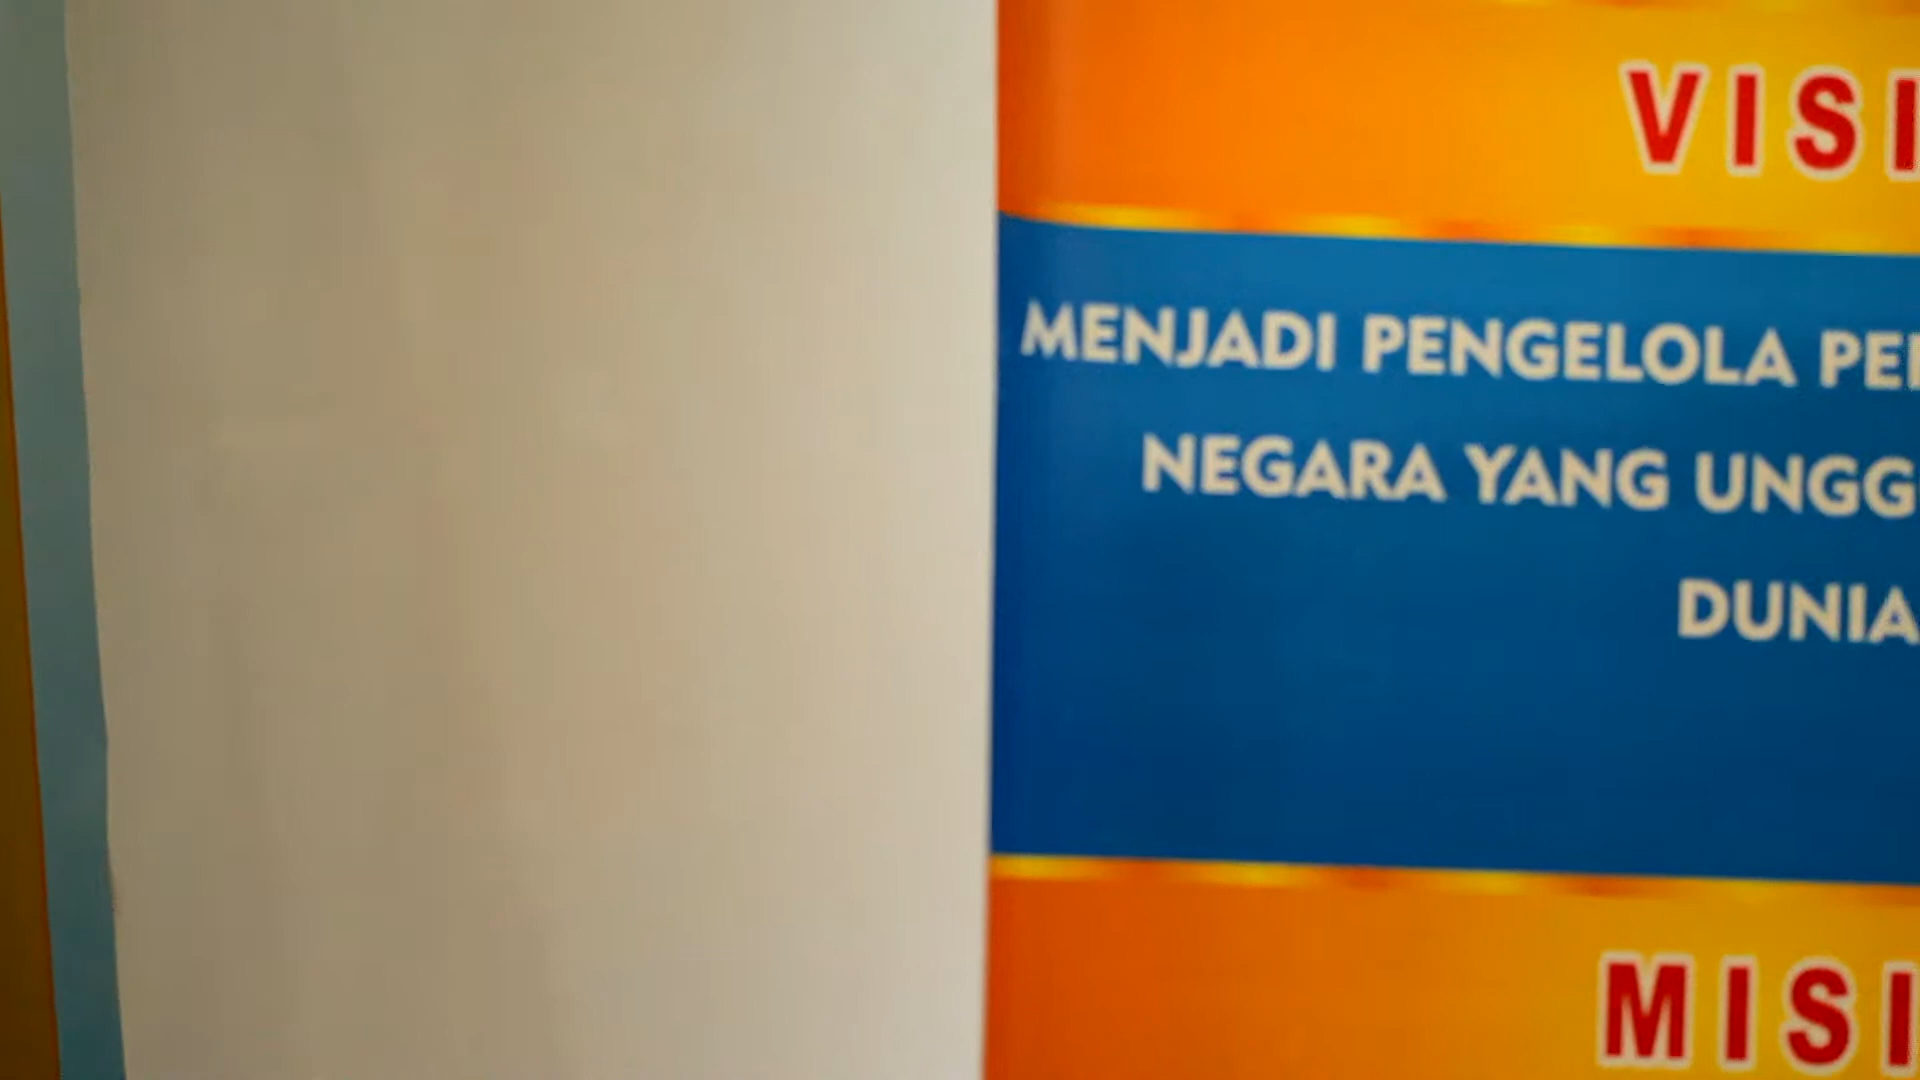 VISI
MENJADI PENGELOLA
NEGARA YANG
DUNIA
MISI